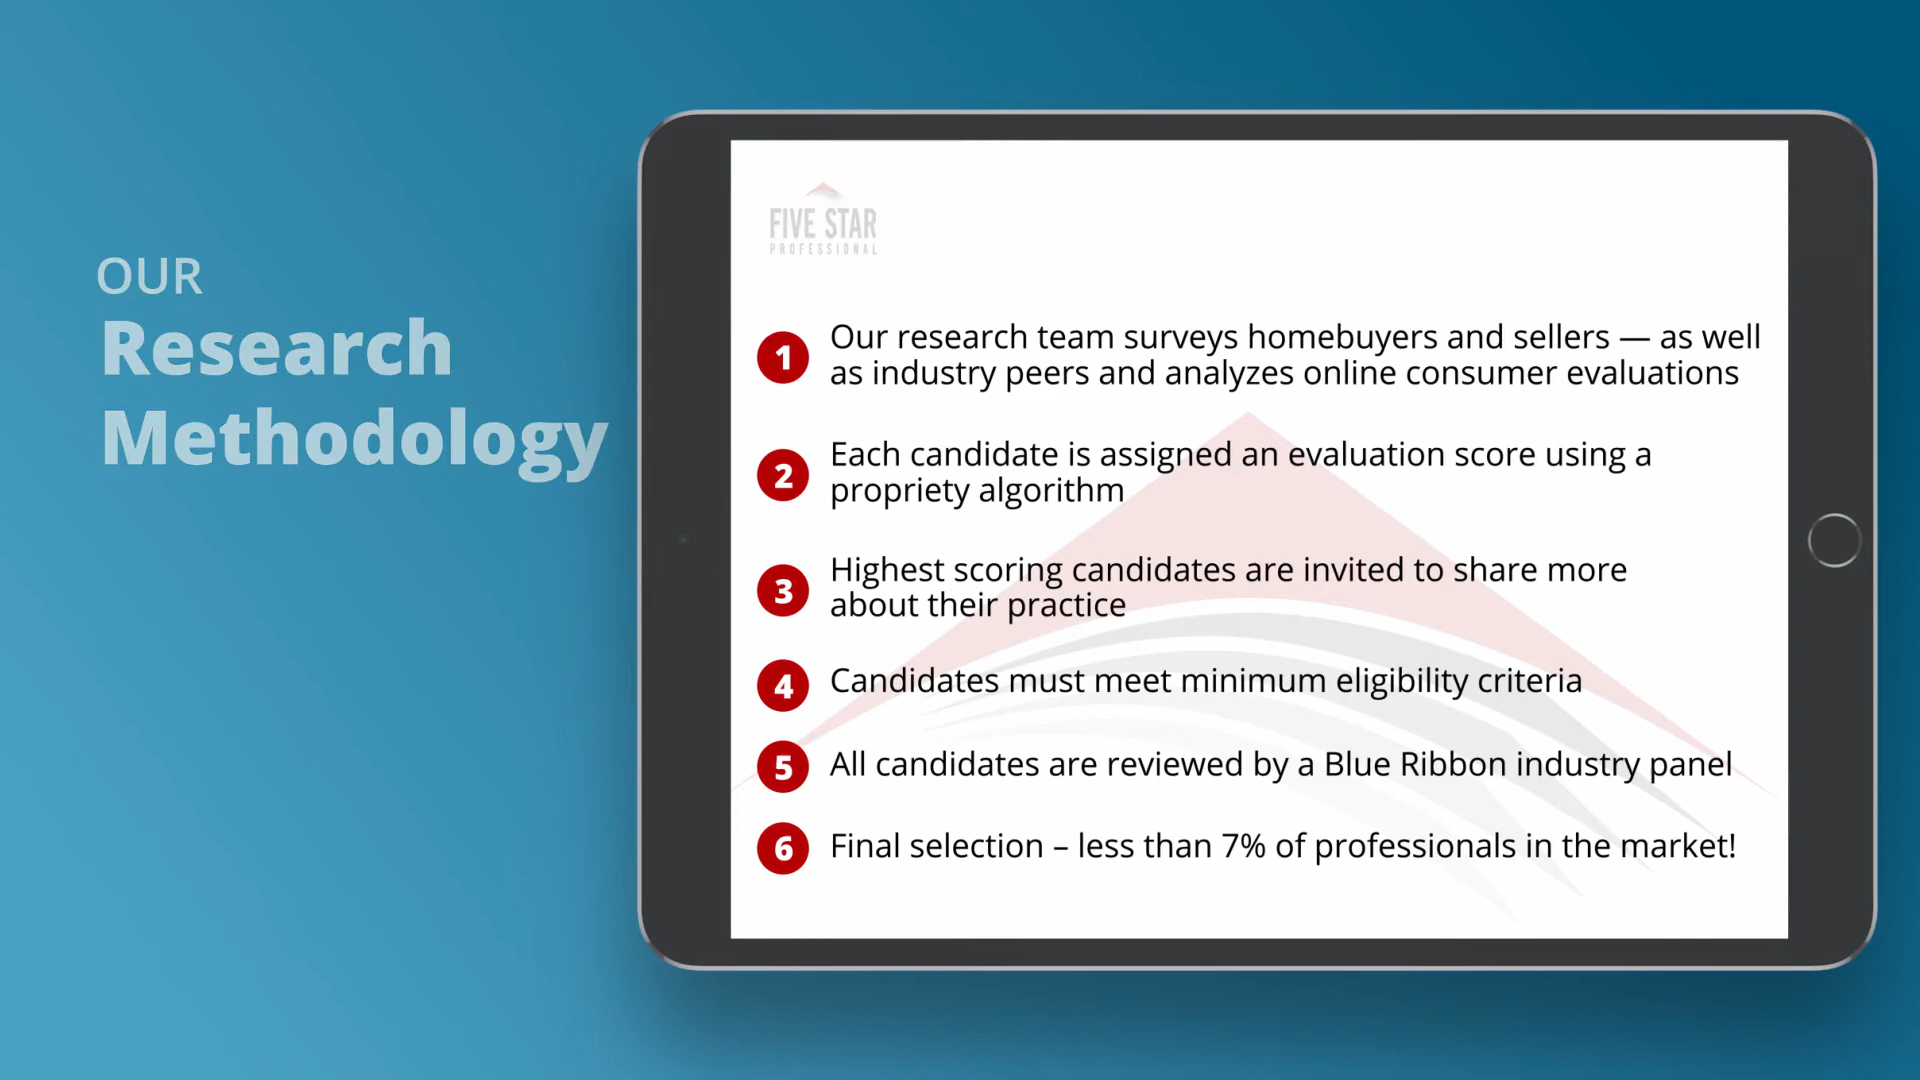 OUR
Research
Methodology
FIVE STAR
PROFESSIONAL
1 Our research team surveys homebuyers and sellers — as well
as industry peers and analyzes online consumer evaluations
2 Each candidate is assigned an evaluation score using a
propriety algorithm
3 Highest scoring candidates are invited to share more
about their practice
4 Candidates must meet minimum eligibility criteria
5 All candidates are reviewed by a Blue Ribbon industry panel
6 Final selection – less than 7% of professionals in the market!